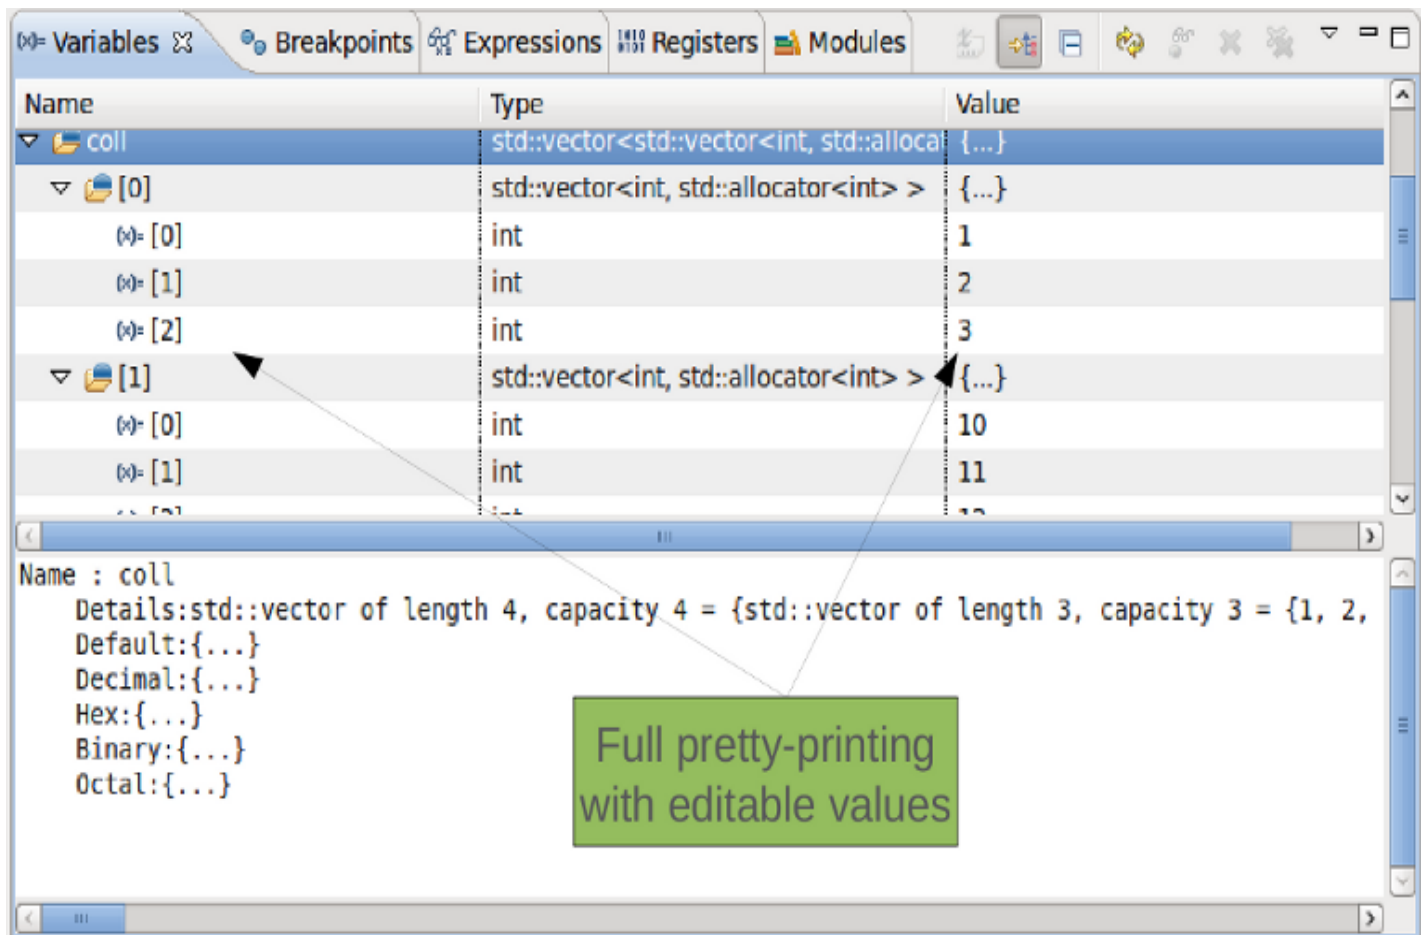 (x)= Variables Breakpoints Expressions Registers Modules
Name Type Value
coll std::vector<std::vector<int, std::alloca {...}
[0] std::vector<int, std::allocator<int> > {...}
(x)= [0] int 1
(x)= [1] int 2
(x)= [2] int 3
[1] std::vector<int, std::allocator<int> > {...}
(x)= [0] int 10
(x)= [1] int 11
Name : coll
Details:std::vector of length 4, capacity 4 = {std::vector of length 3, capacity 3 = {1, 2,
Default:{...}
Decimal:{...}
Hex:{...}
Binary:{...}
Octal:{...}
Full pretty-printing
with editable values